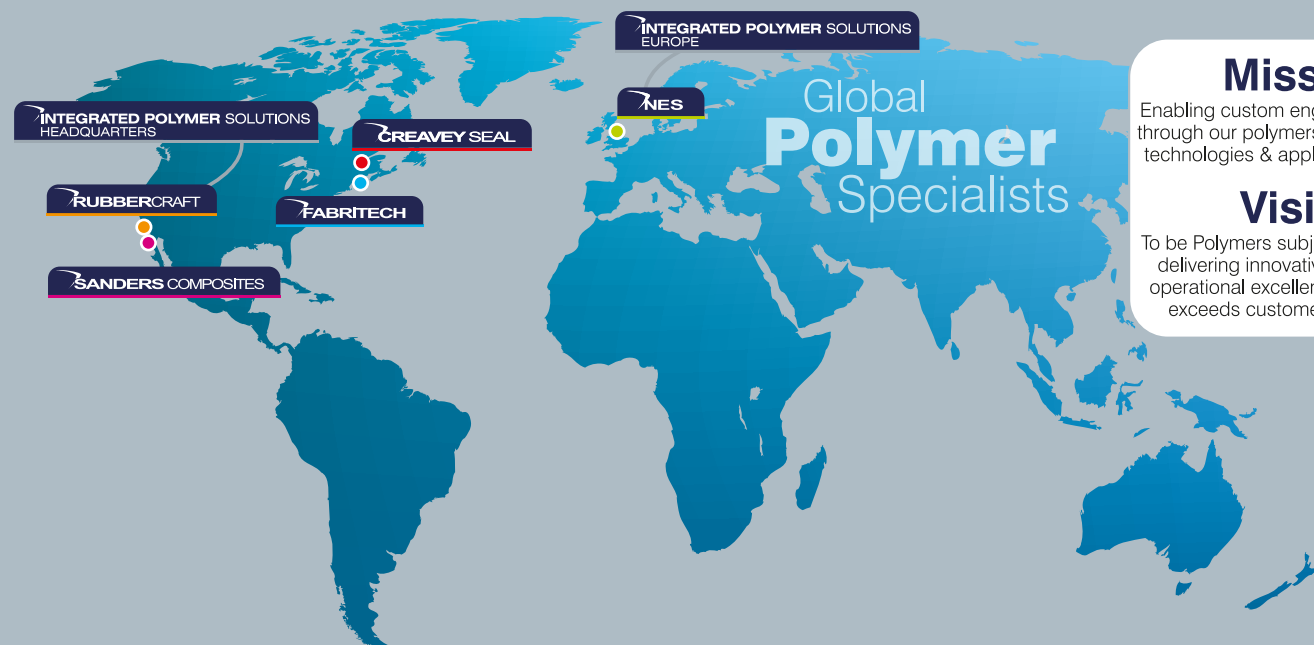 INTEGRATED POLYMER SOLUTIONS
EUROPE
NES
Global
Polymer
Specialists
INTEGRATED POLYMER SOLUTIONS
HEADQUARTERS
CREAVEY SEAL
RUBBERCRAFT
FABRITECH
SANDERS COMPOSITES
Miss
Enabling custom eng
through our polymers
technologies & appl
Visi
To be Polymers subj
delivering innovativ
operational excellen
exceeds custome